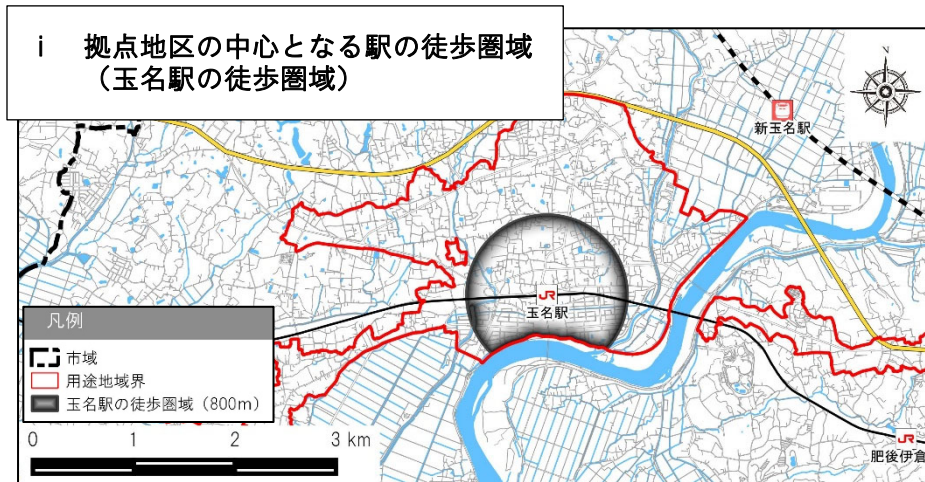 i 拠点地区の中心となる駅の徒歩圏域
（玉名駅の徒歩圏域）
N
新玉名駅
JR
玉名駅
凡例
市域
用途地域界
玉名駅の徒歩圏域（800m）
0 1 2 3 km
JR
肥後伊倉